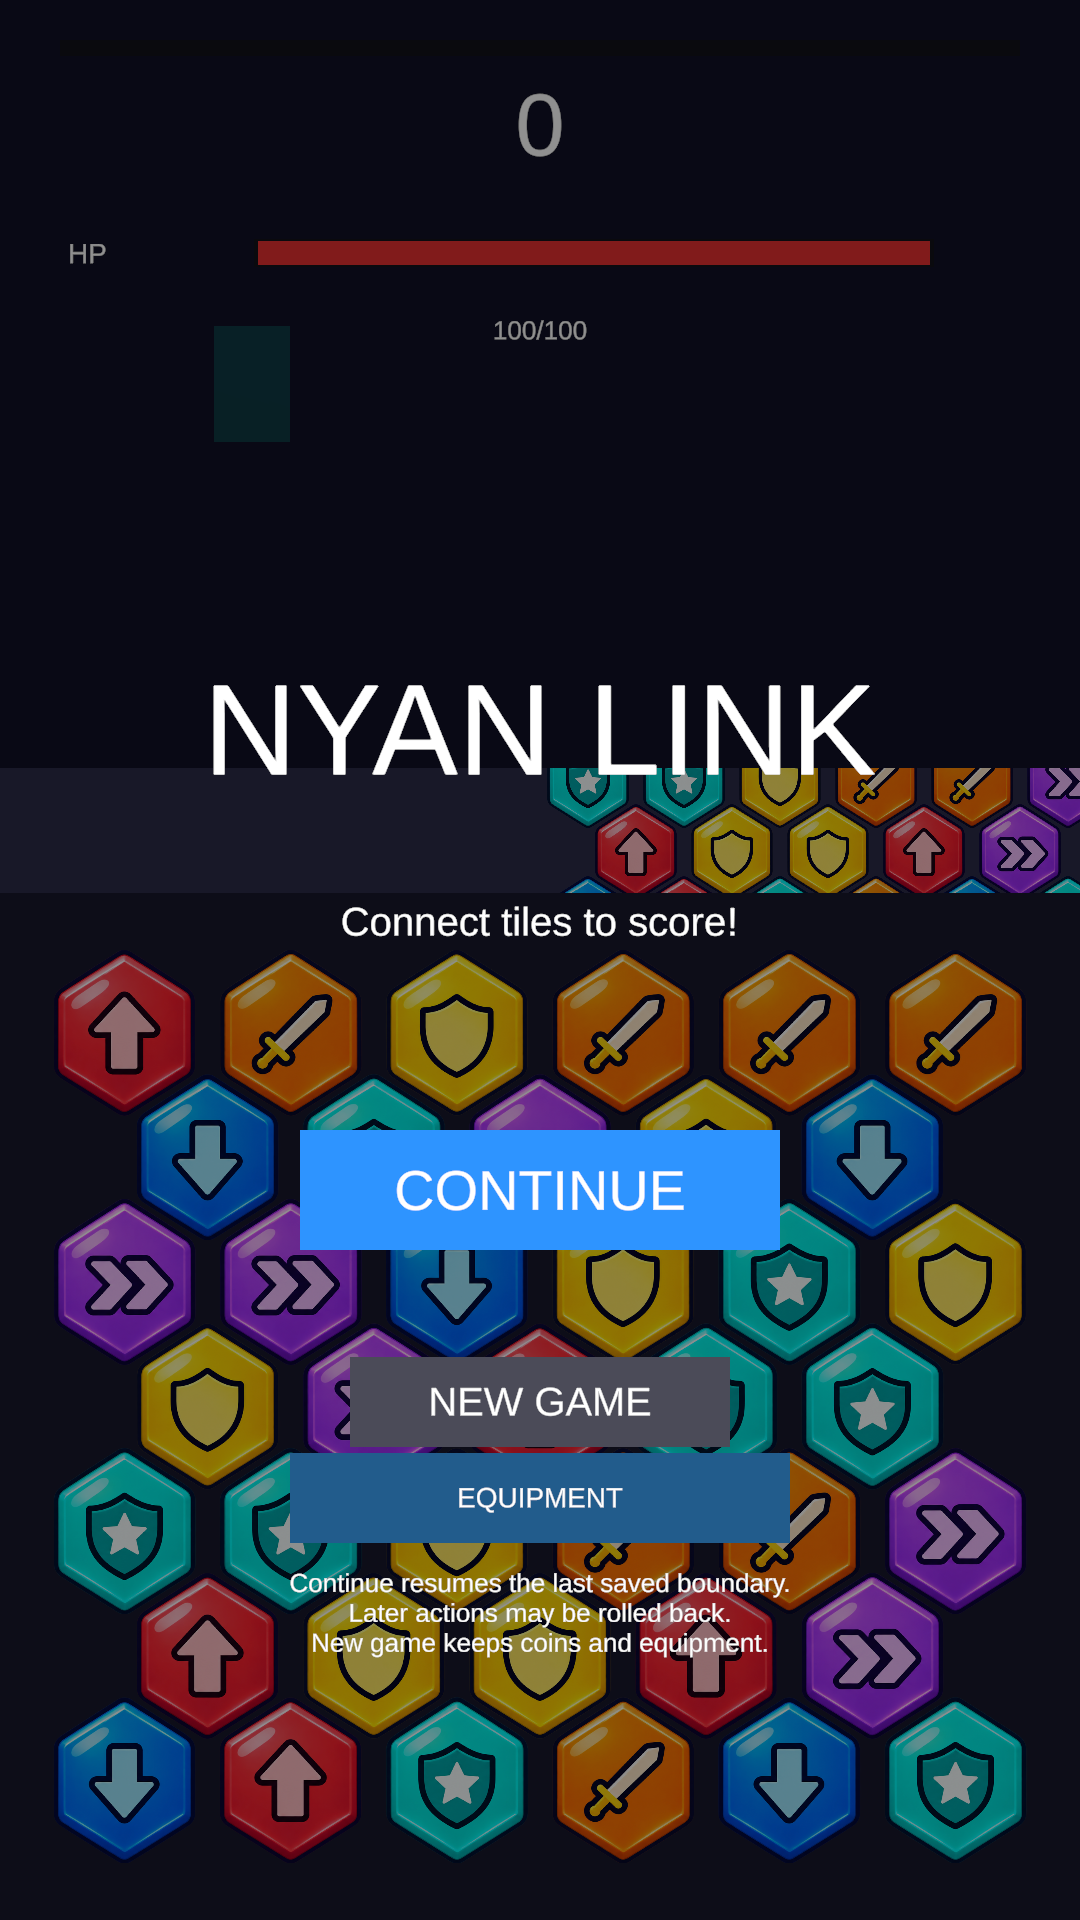 0
HP
100/100
NYAN LINK
Connect tiles to score!
CONTINUE
NEW GAME
EQUIPMENT
Continue resumes the last saved boundary.
Later actions may be rolled back.
New game keeps coins and equipment.